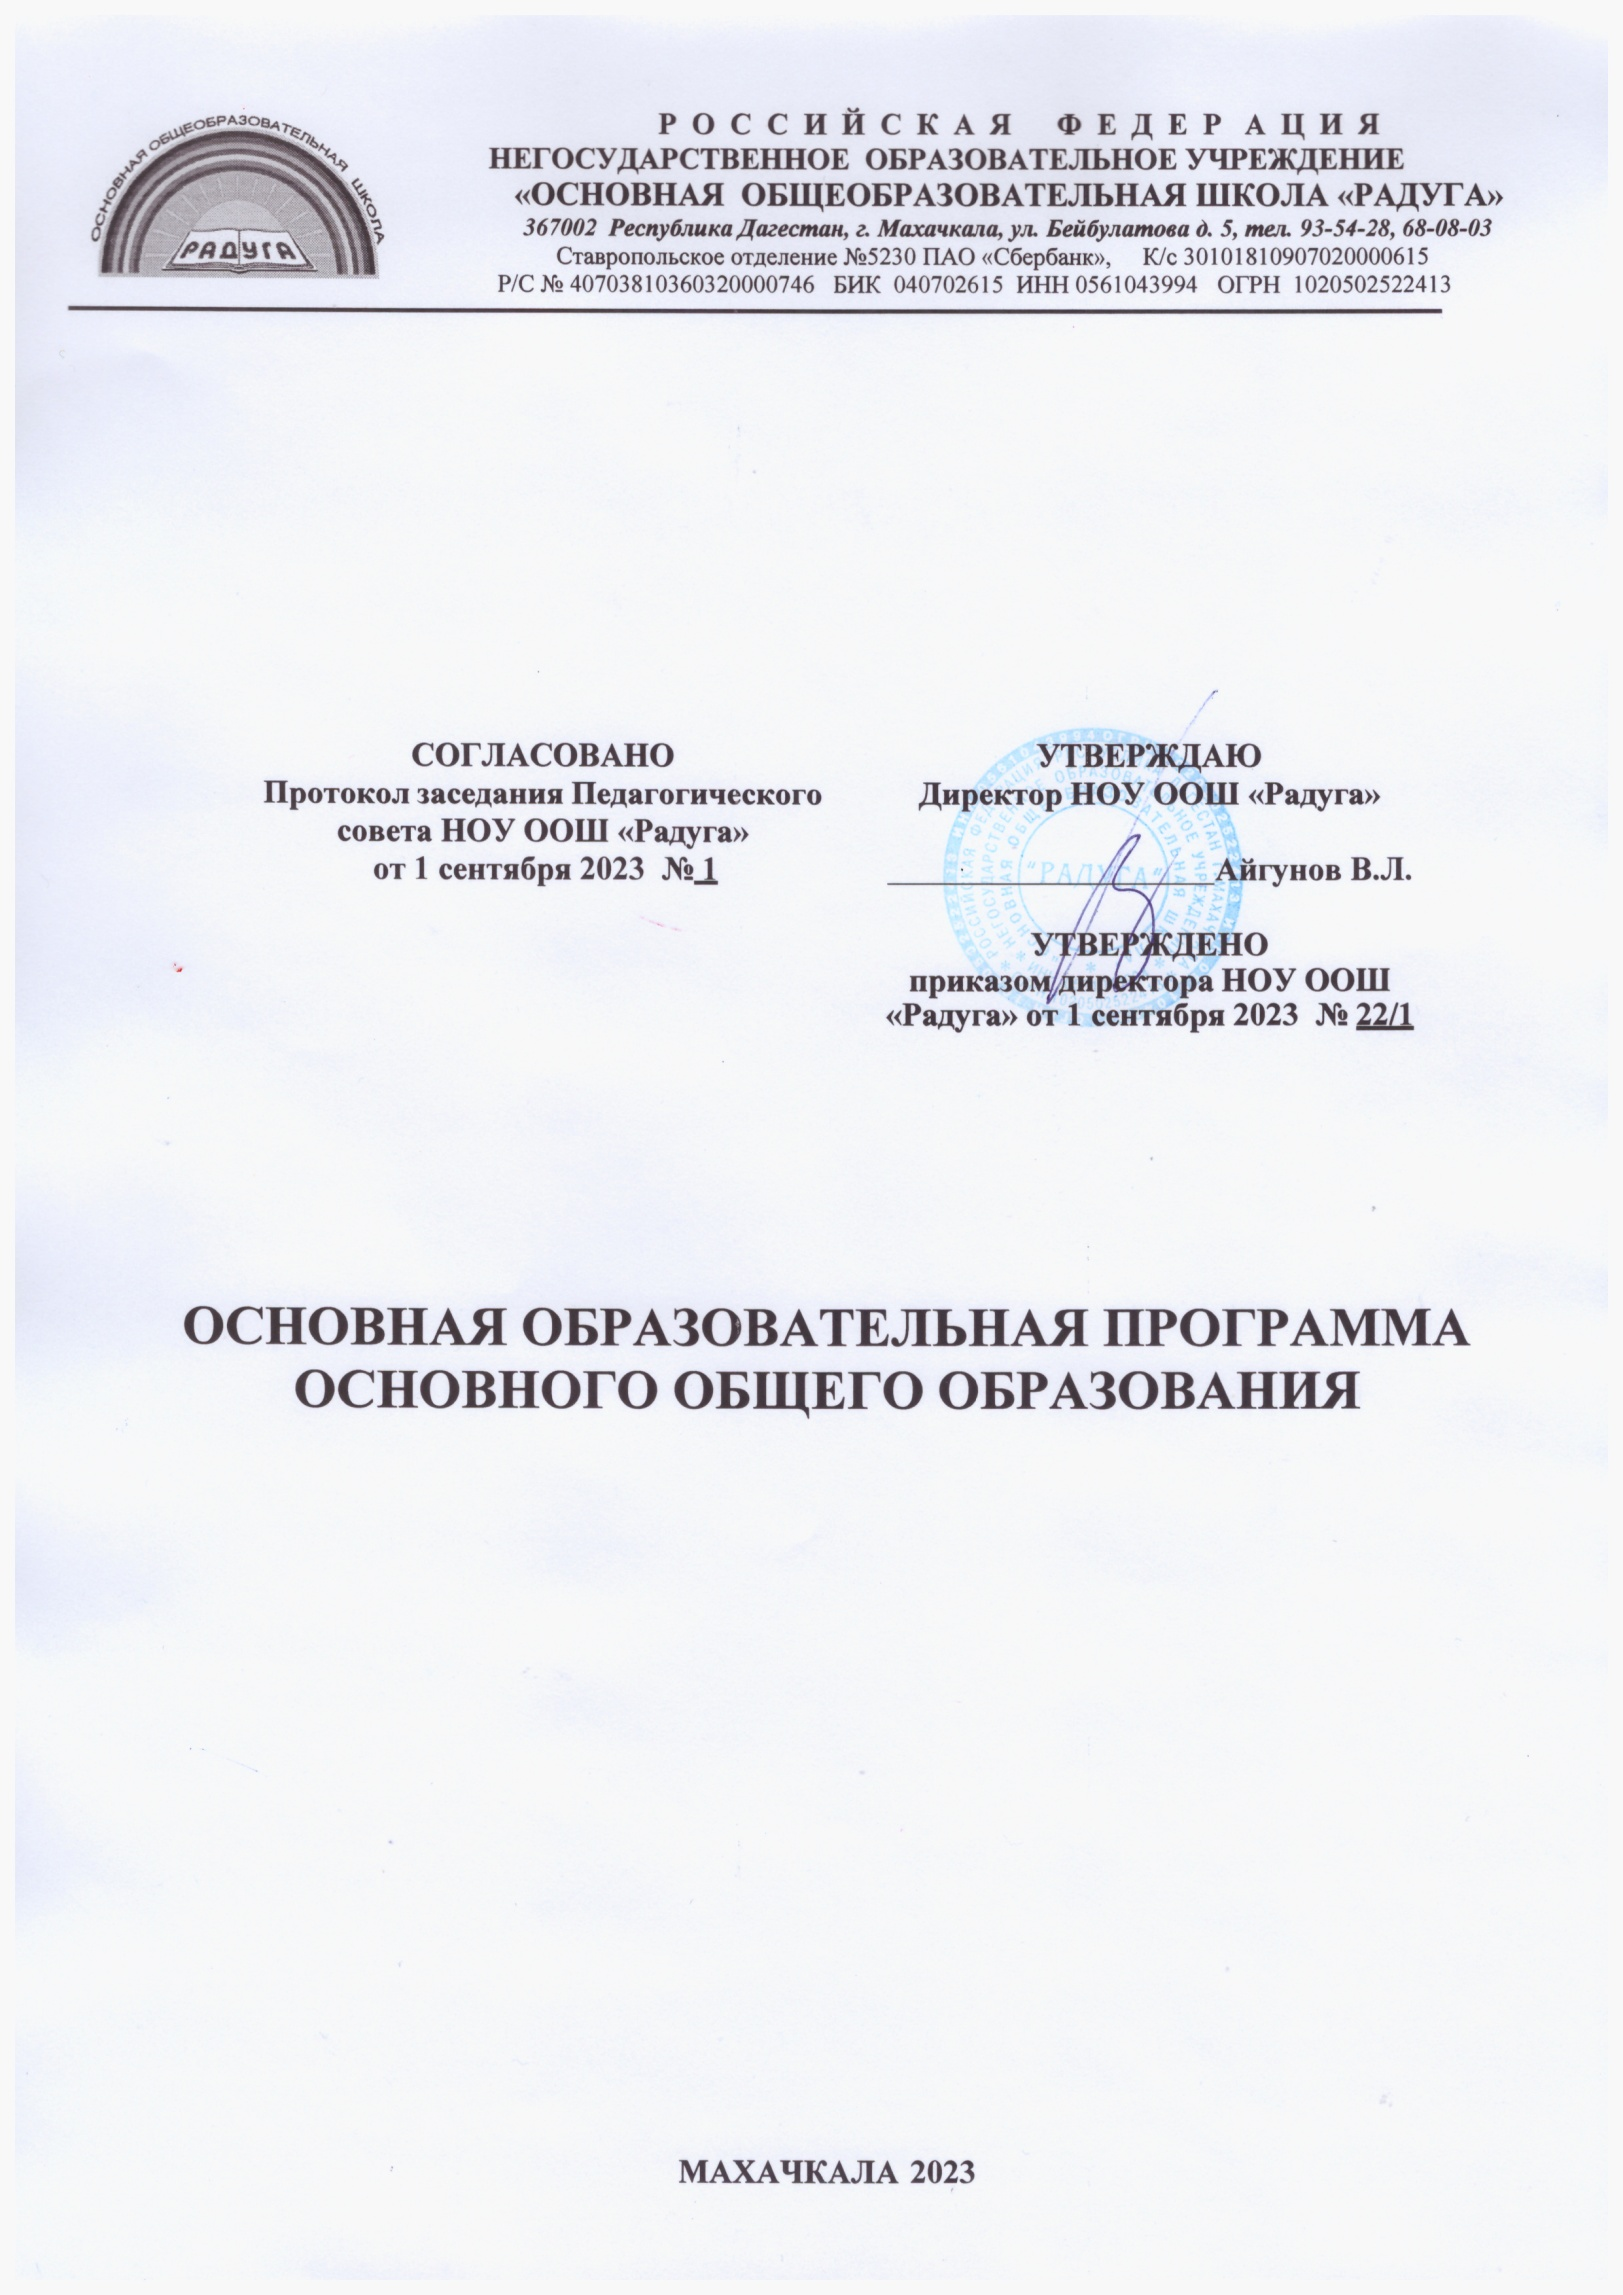 ОСНОВНАЯ ОБЩЕОБРАЗОВАТЕЛЬНАЯ ШКОЛА
РАДУГА
РОССИЙСКАЯ ФЕДЕРАЦИЯ
НЕГОСУДАРСТВЕННОЕ ОБРАЗОВАТЕЛЬНОЕ УЧРЕЖДЕНИЕ
«ОСНОВНАЯ ОБЩЕОБРАЗОВАТЕЛЬНАЯ ШКОЛА «РАДУГА»
367002 Республика Дагестан, г. Махачкала, ул. Бейбулатова д. 5, тел. 93-54-28, 68-08-03
Ставропольское отделение №5230 ПАО «Сбербанк», К/с 30101810907020000615
Р/С № 40703810360320000746 БИК 040702615 ИНН 0561043994 ОГРН 1020502522413
СОГЛАСОВАНО
Протокол заседания Педагогического
совета НОУ ООШ «Радуга»
от 1 сентября 2023 № 1
УТВЕРЖДАЮ
Директор НОУ ООШ «Радуга»
Айгунов В.Л.
"РАДУГА"
УТВЕРЖДЕНО
приказом директора НОУ ООШ
«Радуга» от 1 сентября 2023 № 22/1
ОСНОВНАЯ ОБРАЗОВАТЕЛЬНАЯ ПРОГРАММА
ОСНОВНОГО ОБЩЕГО ОБРАЗОВАНИЯ
МАХАЧКАЛА 2023